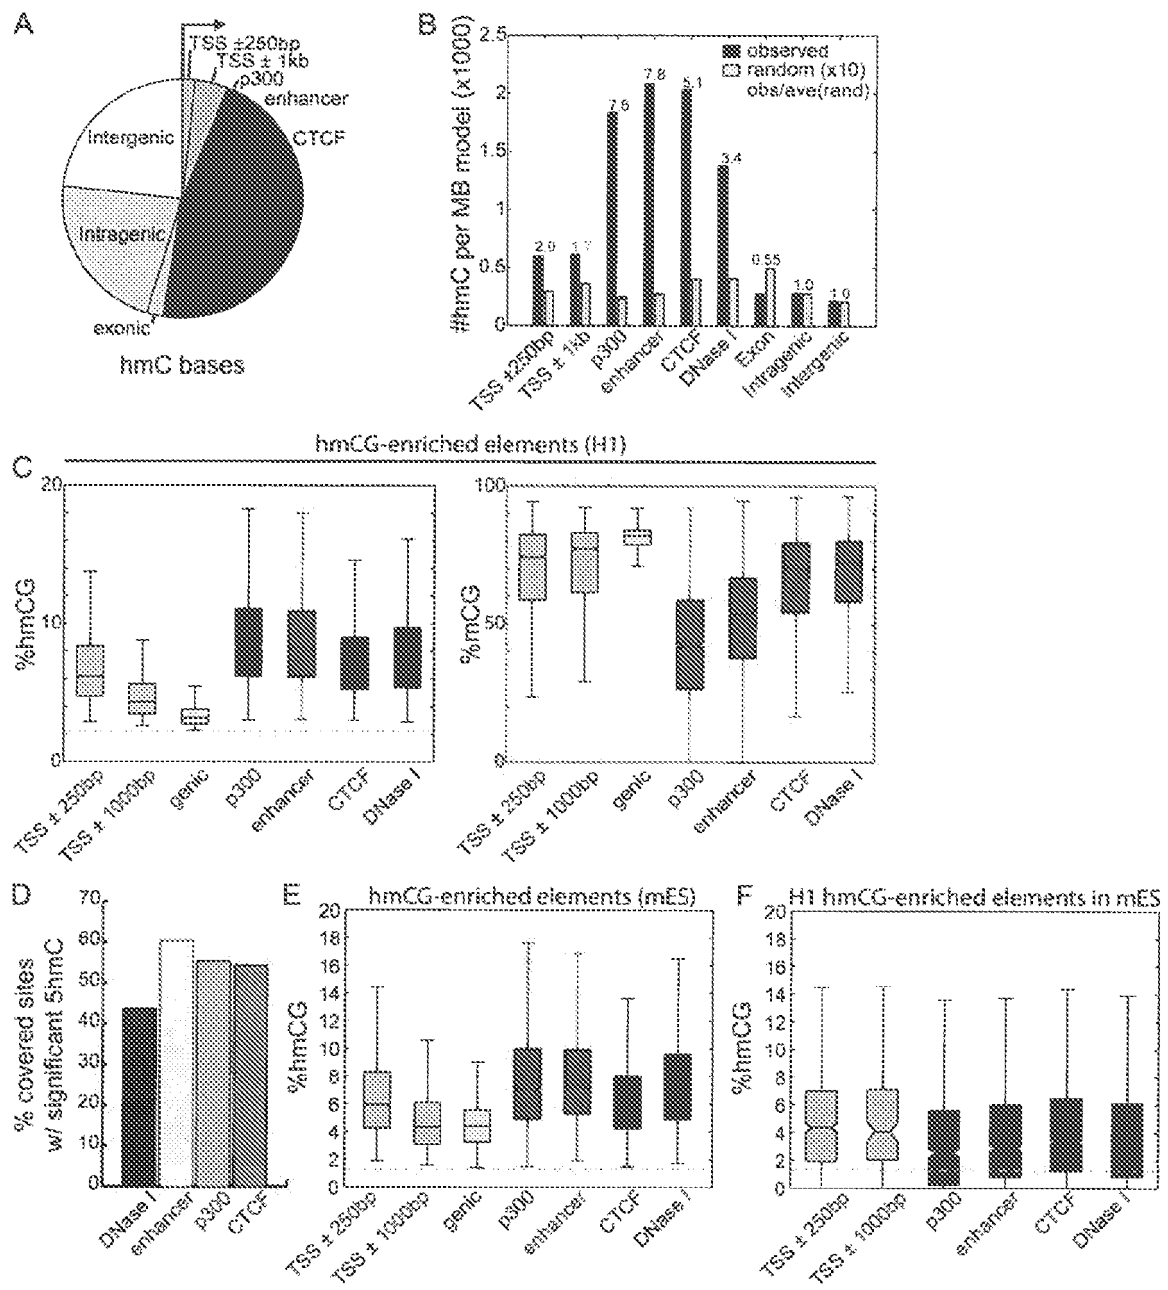 A
TSS ±250bp
TSS ± 1kb
p300
enhancer
CTCF
Intergenic
Intragenic
exonic
hmC bases
B
#hmC per MB model (x1000)
2.5
2
1.5
1
0.5
0
observed
random (x10)
obs/ave(rand)
2.0
1.7
7.6
7.8
5.1
3.4
0.55
1.0
1.0
TSS ±250bp
TSS ± 1kb
p300
enhancer
CTCF
DNase I
Exon
Intragenic
Intergenic
hmCG-enriched elements (H1)
C
%hmCG
20
10
0
TSS ± 250bp
TSS ± 1000bp
genic
p300
enhancer
CTCF
DNase I
%mCG
100
50
0
TSS ± 250bp
TSS ± 1000bp
genic
p300
enhancer
CTCF
DNase I
D
% covered sites
w/ significant 5hmC
70
60
50
40
30
20
10
0
DNase I
enhancer
p300
CTCF
E
hmCG-enriched elements (mES)
%hmCG
20
18
16
14
12
10
8
6
4
2
0
TSS ± 250bp
TSS ± 1000bp
genic
p300
enhancer
CTCF
DNase I
F
H1 hmCG-enriched elements in mES
%hmCG
20
18
16
14
12
10
8
6
4
2
0
TSS ± 250bp
TSS ± 1000bp
p300
enhancer
CTCF
DNase I